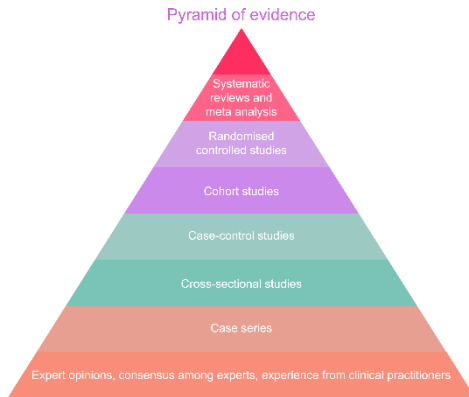 Pyramid of evidence
Systematic
reviews and
meta analysis
Randomised
controlled studies
Cohort studies
Case-control studies
Cross-sectional studies
Case series
Expert opinions, consensus among experts, experience from clinical practitioners